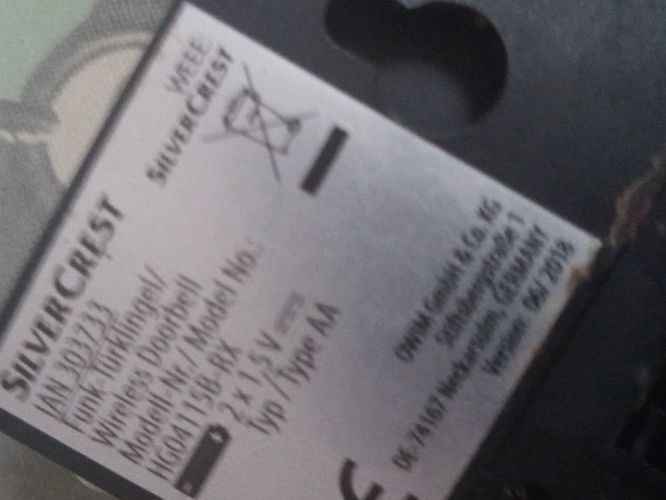 SILVERCREST
IAN 303733
Funk-Türklingel/
Wireless Doorbell
Modell-Nr./Model No.:
HG04115B-RX
2 x 1,5 V
Typ/Type AA
WEEE:
SILVERCREST
OWIM GmbH & Co. KG
Stiftsbergstraße 1
DE-74167 Neckarsulm, GERMANY
Version: 06/2018
CE